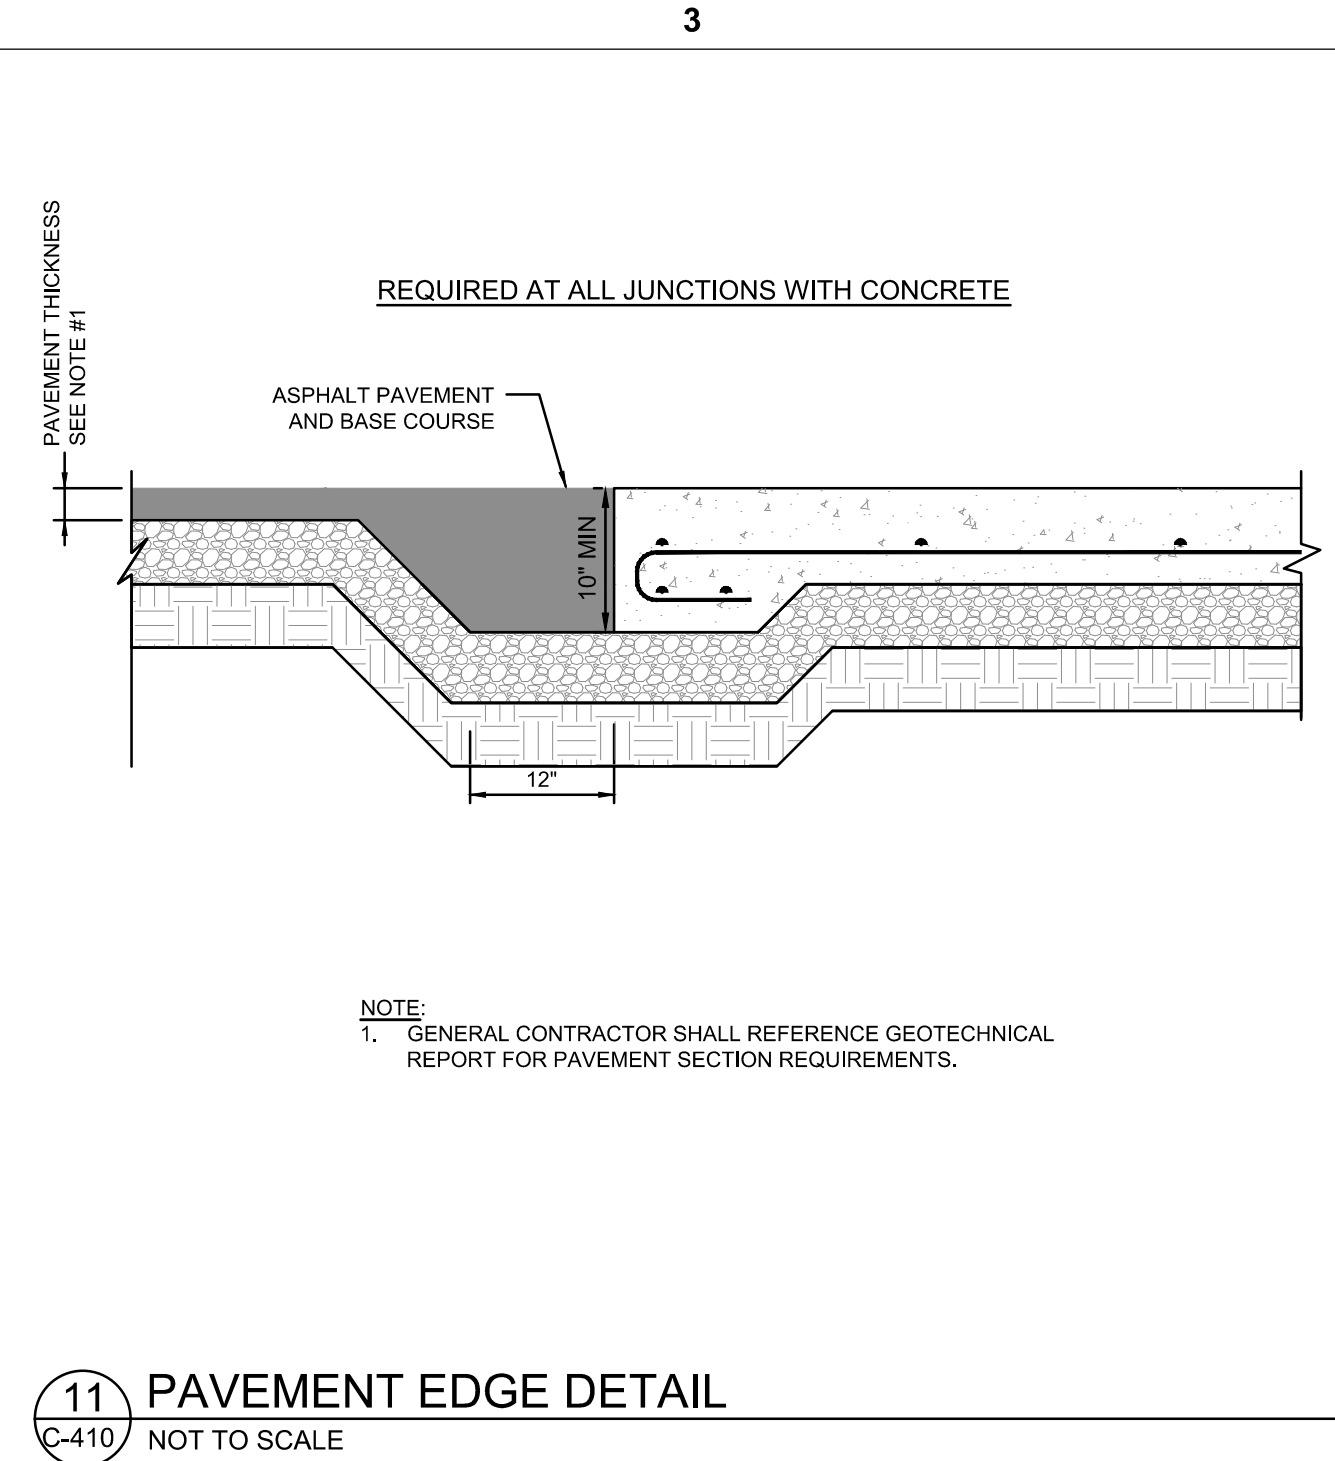 3
PAVEMENT THICKNESS
SEE NOTE #1
REQUIRED AT ALL JUNCTIONS WITH CONCRETE
ASPHALT PAVEMENT
AND BASE COURSE
10" MIN
12"
NOTE:
1. GENERAL CONTRACTOR SHALL REFERENCE GEOTECHNICAL
REPORT FOR PAVEMENT SECTION REQUIREMENTS.
11
C-410
PAVEMENT EDGE DETAIL
NOT TO SCALE